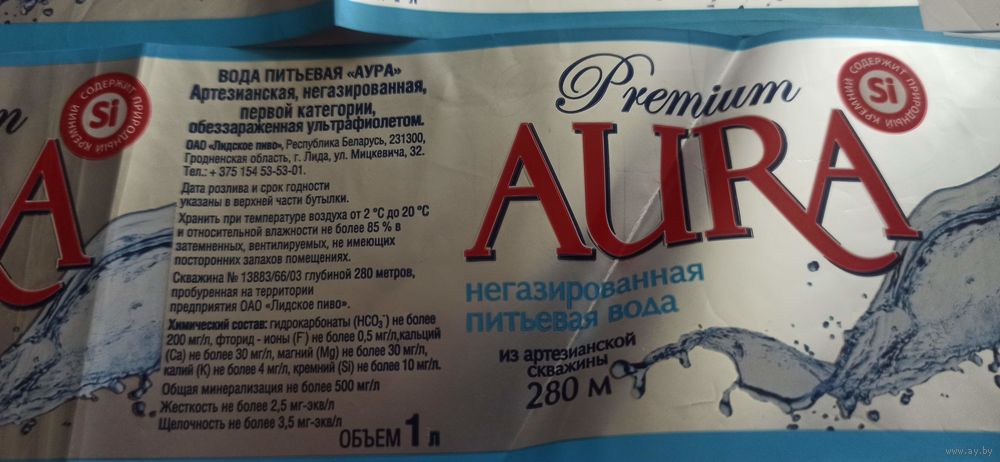 ВОДА ПИТЬЕВАЯ «АУРА»
Артезианская, негазированная,
первой категории,
обеззараженная ультрафиолетом.
ОАО «Лидское пиво», Республика Беларусь, 231300,
Гродненская область, г. Лида, ул. Мицкевича, 32.
Тел.: + 375 154 53-53-01.
Дата розлива и срок годности
указаны в верхней части бутылки.
Хранить при температуре воздуха от 2 °С до 20 °С
и относительной влажности не более 85 % в
затемненных, вентилируемых, не имеющих
посторонних запахов помещениях.
Скважина № 13883/66/03 глубиной 280 метров,
пробуренная на территории
предприятия ОАО «Лидское пиво».
Химический состав: гидрокарбонаты (HCO₃⁻) не более
200 мг/л, фторид - ионы (F⁻) не более 0,5 мг/л, кальций
(Ca) не более 30 мг/л, магний (Mg) не более 30 мг/л,
калий (K) не более 4 мг/л, кремний (Si) не более 10 мг/л.
Общая минерализация не более 500 мг/л
Жесткость не более 2,5 мг-экв/л
Щелочность не более 3,5 мг-экв/л
ОБЪЕМ 1 л
СОДЕРЖИТ ПРИРОДНЫЙ КРЕМНИЙ
Si
Premium
AURA
СОДЕРЖИТ ПРИРОДНЫЙ КРЕМНИЙ
Si
негазированная
питьевая вода
из артезианской
скважины
280 м
www.ay.by